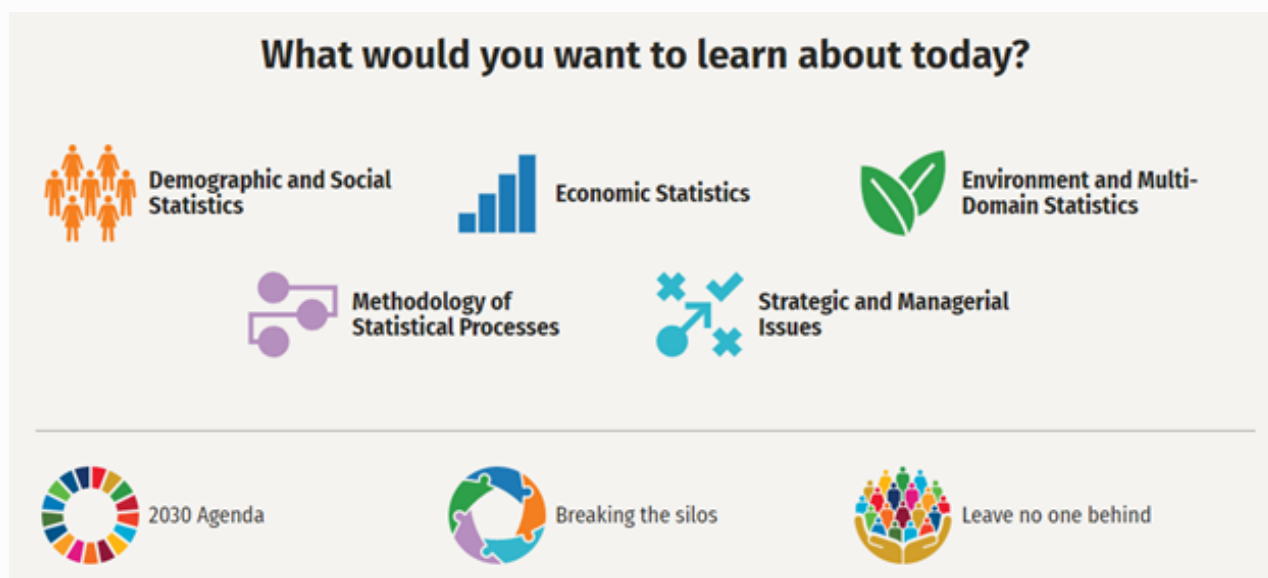 What would you want to learn about today?
Demographic and Social
Statistics
Economic Statistics
Environment and Multi-
Domain Statistics
Methodology of
Statistical Processes
Strategic and Managerial
Issues
2030 Agenda
Breaking the silos
Leave no one behind